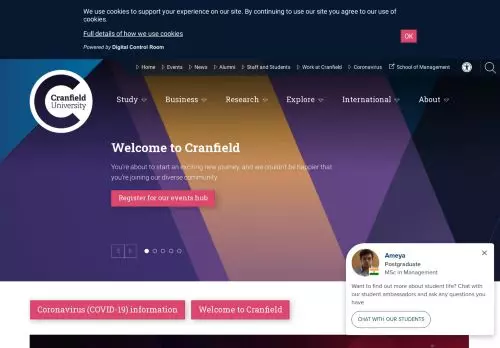 We use cookies to support your experience on our site. By continuing to use our site you agree to our use of
cookies.
Full details of how we use cookies
OK
Powered by Digital Control Room
Home
Events
News
Alumni
Staff and Students
Work at Cranfield
Coronavirus
School of Management
Cranfield
University
Study
Business
Research
Explore
International
About
Welcome to Cranfield
You're about to start an exciting new journey, and we couldn't be happier that
you're joining our diverse community.
Register for our events hub
Ameya
Postgraduate
MSc in Management
Want to find out more about student life? Chat with
our student ambassadors and ask any questions you
have
CHAT WITH OUR STUDENTS
Coronavirus (COVID-19) information
Welcome to Cranfield